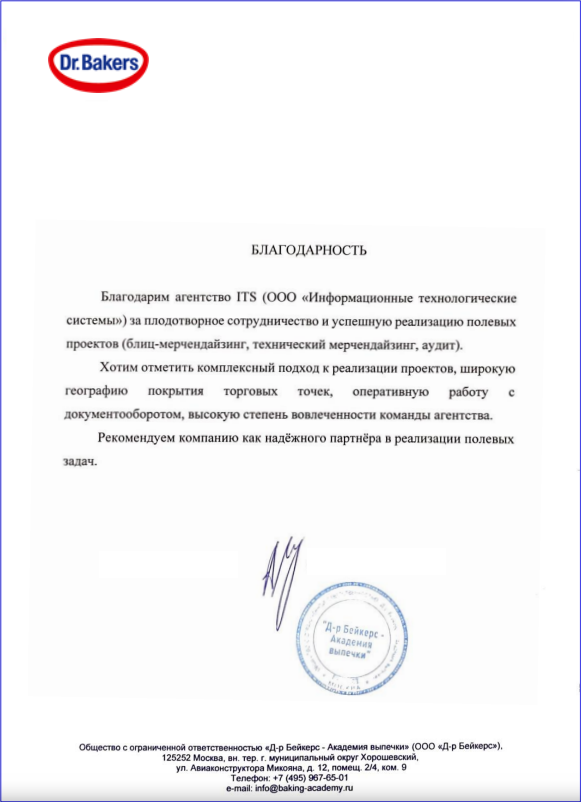 Dr.Bakers
БЛАГОДАРНОСТЬ
Благодарим агентство ITS (ООО «Информационные технологические
системы») за плодотворное сотрудничество и успешную реализацию полевых
проектов (блиц-мерчендайзинг, технический мерчендайзинг, аудит).
Хотим отметить комплексный подход к реализации проектов, широкую
географию покрытия торговых точек, оперативную работу с
документооборотом, высокую степень вовлеченности команды агентства.
Рекомендуем компанию как надёжного партнёра в реализации полевых
задач.
"Д-р Бейкерс -
Академия
выпечки"
Общество с ограниченной ответственностью «Д-р Бейкерс - Академия выпечки» (ООО «Д-р Бейкерс»),
125252 Москва, вн. тер. г. муниципальный округ Хорошевский,
ул. Авиаконструктора Микояна, д. 12, помещ. 2/4, ком. 9
Телефон: +7 (495) 967-65-01
e-mail: info@baking-academy.ru